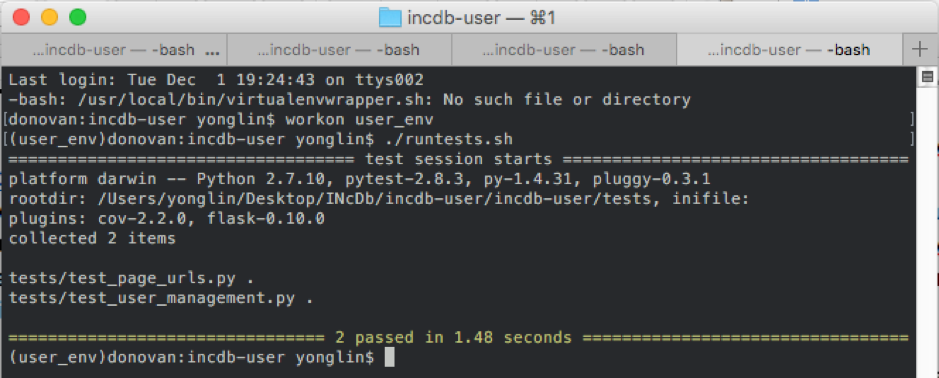 incdb-user — ⌘1
...incdb-user — -bash ...
...incdb-user — -bash
...incdb-user — -bash
...incdb-user — -bash
+
Last login: Tue Dec  1 19:24:43 on ttys002
-bash: /usr/local/bin/virtualenvwrapper.sh: No such file or directory
[donovan:incdb-user yonglin$ workon user_env ]
[(user_env)donovan:incdb-user yonglin$ ./runtests.sh ]
=================================== test session starts ===================================
platform darwin -- Python 2.7.10, pytest-2.8.3, py-1.4.31, pluggy-0.3.1
rootdir: /Users/yonglin/Desktop/INcDb/incdb-user/incdb-user/tests, inifile:
plugins: cov-2.2.0, flask-0.10.0
collected 2 items
tests/test_page_urls.py .
tests/test_user_management.py .
================================ 2 passed in 1.48 seconds =================================
(user_env)donovan:incdb-user yonglin$